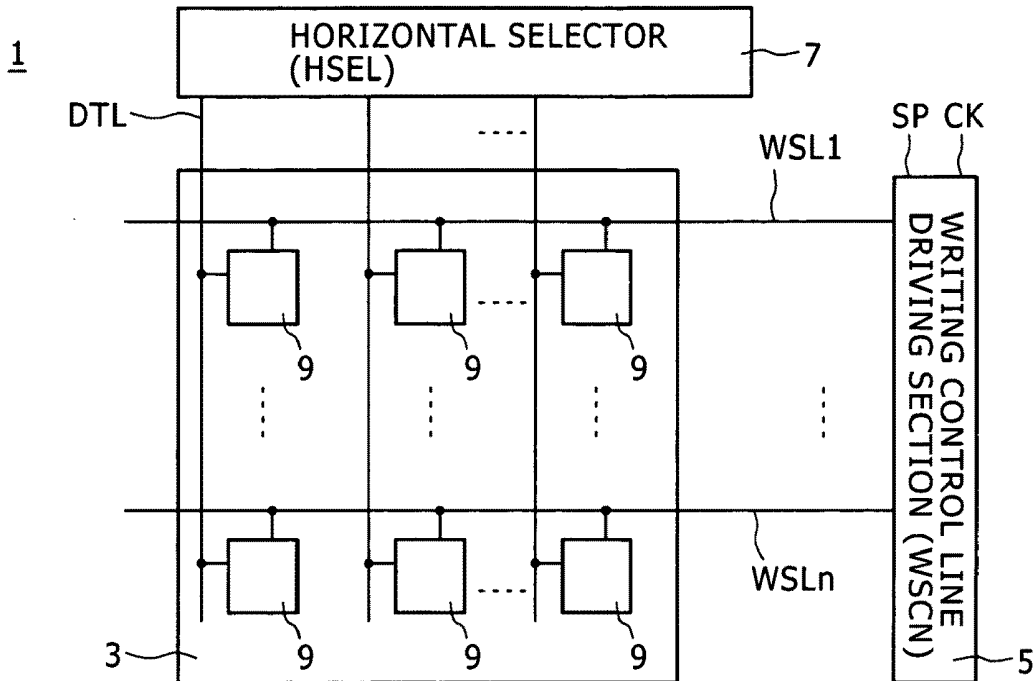 1
HORIZONTAL SELECTOR
(HSEL)
7
DTL
SP CK
WSL1
9 9 9
WRITING CONTROL LINE
DRIVING SECTION (WSCN)
WSLn
3
9 9 9
5